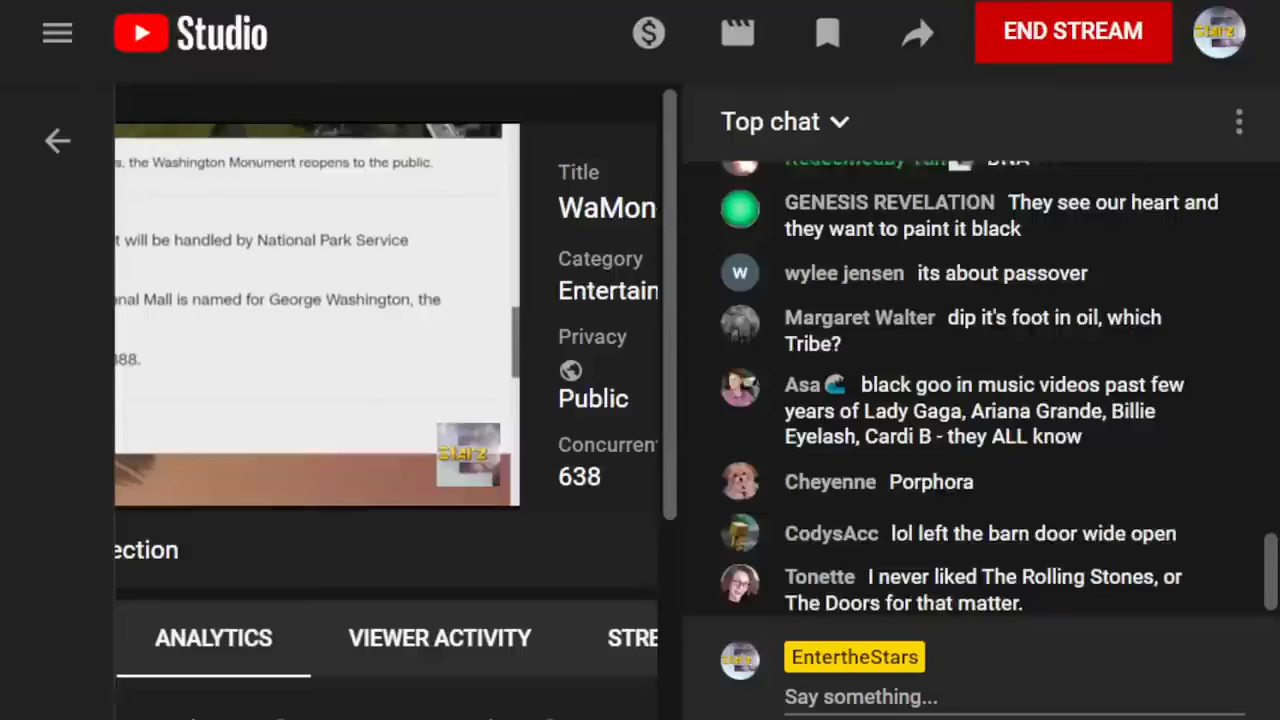 Studio
END STREAM
Starz
s, the Washington Monument reopens to the public.
t will be handled by National Park Service
onal Mall is named for George Washington, the
888.
Starz
ection
ANALYTICS VIEWER ACTIVITY STRE
Title
WaMon
Category
Entertain
Privacy
Public
Concurrent
638
Top chat
DNA
GENESIS REVELATION They see our heart and
they want to paint it black
W
wylee jensen its about passover
Margaret Walter dip it's foot in oil, which
Tribe?
Asa black goo in music videos past few
years of Lady Gaga, Ariana Grande, Billie
Eyelash, Cardi B - they ALL know
Cheyenne Porphora
CodysAcc lol left the barn door wide open
Tonette I never liked The Rolling Stones, or
The Doors for that matter.
EntertheStars
Say something...